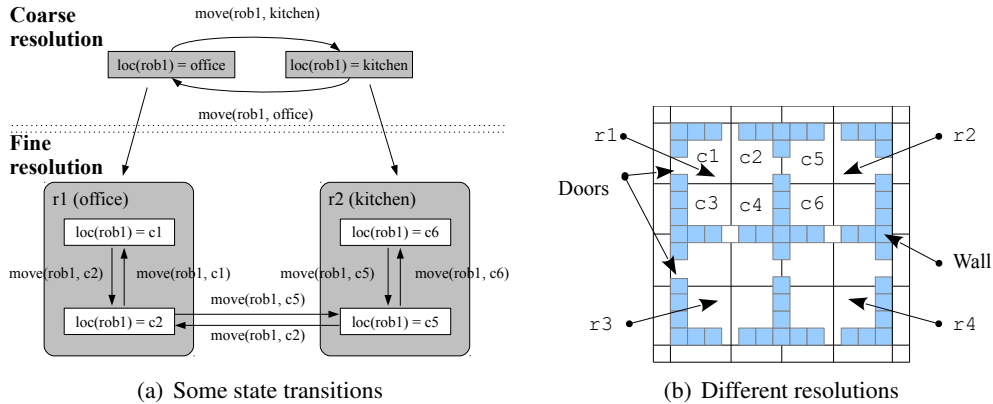 Coarse
resolution
move(rob1, kitchen)
loc(rob1) = office
loc(rob1) = kitchen
move(rob1, office)
Fine
resolution
r1 (office)
loc(rob1) = c1
move(rob1, c2)
move(rob1, c1)
loc(rob1) = c2
move(rob1, c5)
move(rob1, c2)
r2 (kitchen)
loc(rob1) = c6
move(rob1, c5)
move(rob1, c6)
loc(rob1) = c5
(a) Some state transitions
r1
c1
c2
c5
r2
Doors
c3
c4
c6
Wall
r3
r4
(b) Different resolutions